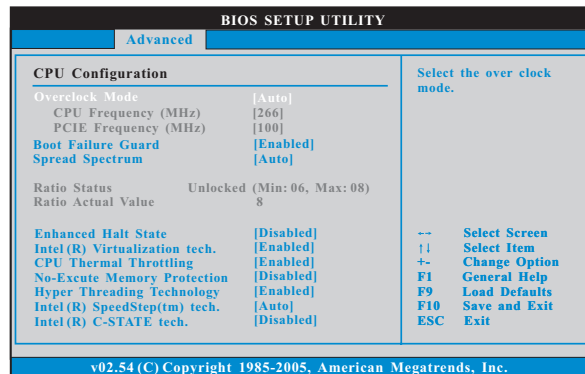 BIOS SETUP UTILITY
Advanced
CPU Configuration
Overclock Mode [Auto]
CPU Frequency (MHz) [266]
PCIE Frequency (MHz) [100]
Boot Failure Guard [Enabled]
Spread Spectrum [Auto]
Ratio Status Unlocked (Min: 06, Max: 08)
Ratio Actual Value 8
Enhanced Halt State [Disabled]
Intel (R) Virtualization tech. [Enabled]
CPU Thermal Throttling [Enabled]
No-Excute Memory Protection [Disabled]
Hyper Threading Technology [Enabled]
Intel (R) SpeedStep(tm) tech. [Auto]
Intel (R) C-STATE tech. [Disabled]
Select the over clock
mode.
←→ Select Screen
↑↓ Select Item
+- Change Option
F1 General Help
F9 Load Defaults
F10 Save and Exit
ESC Exit
v02.54 (C) Copyright 1985-2005, American Megatrends, Inc.